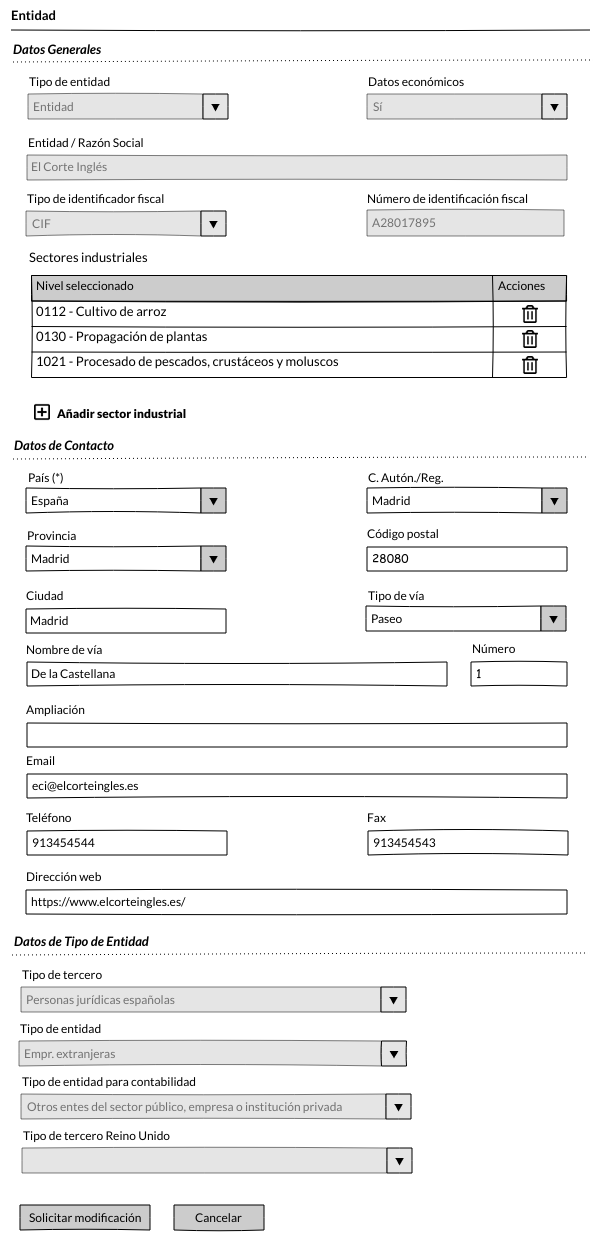 Entidad
Datos Generales
Tipo de entidad Datos económicos
Entidad Sí
Entidad / Razón Social
El Corte Inglés
Tipo de identificador fiscal Número de identificación fiscal
CIF A28017895
Sectores industriales
Nivel seleccionado Acciones
0112 - Cultivo de arroz
0130 - Propagación de plantas
1021 - Procesado de pescados, crustáceos y moluscos
Añadir sector industrial
Datos de Contacto
País (*) C. Autón./Reg.
España Madrid
Provincia Código postal
Madrid 28080
Ciudad Tipo de vía
Madrid Paseo
Nombre de vía Número
De la Castellana 1
Ampliación
Email
eci@elcorteingles.es
Teléfono Fax
913454544 913454543
Dirección web
https://www.elcorteingles.es/
Datos de Tipo de Entidad
Tipo de tercero
Personas jurídicas españolas
Tipo de entidad
Empr. extranjeras
Tipo de entidad para contabilidad
Otros entes del sector público, empresa o institución privada
Tipo de tercero Reino Unido
Solicitar modificación Cancelar